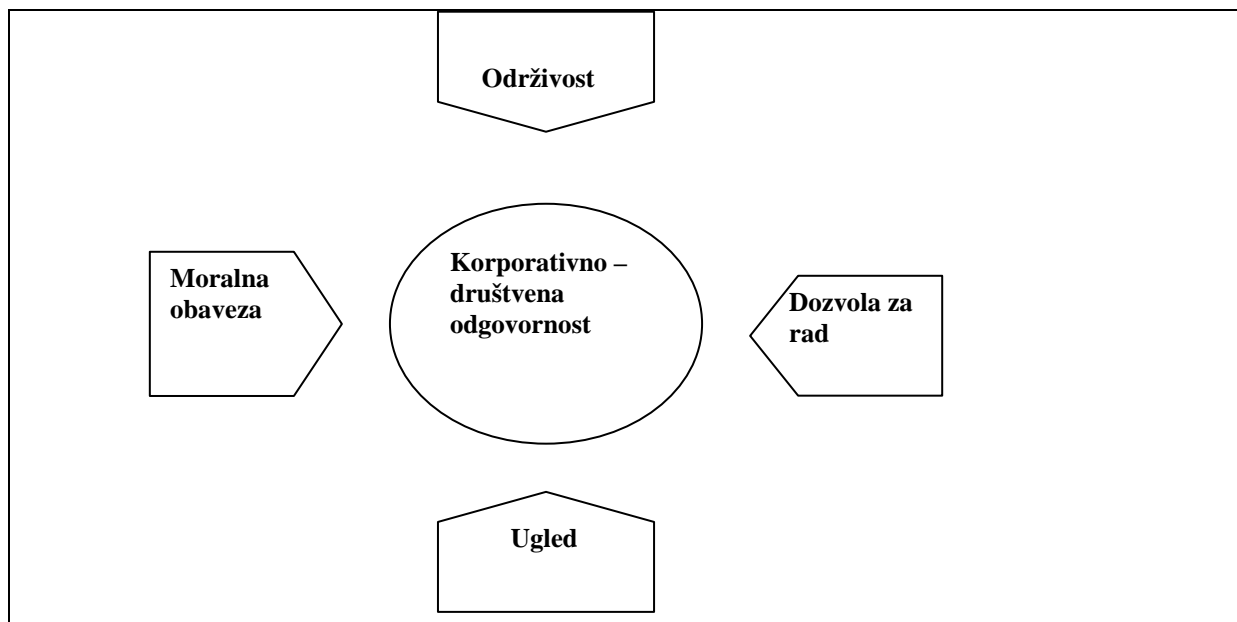 Održivost
Moralna
obaveza
Korporativno –
društvena
odgovornost
Dozvola za
rad
Ugled